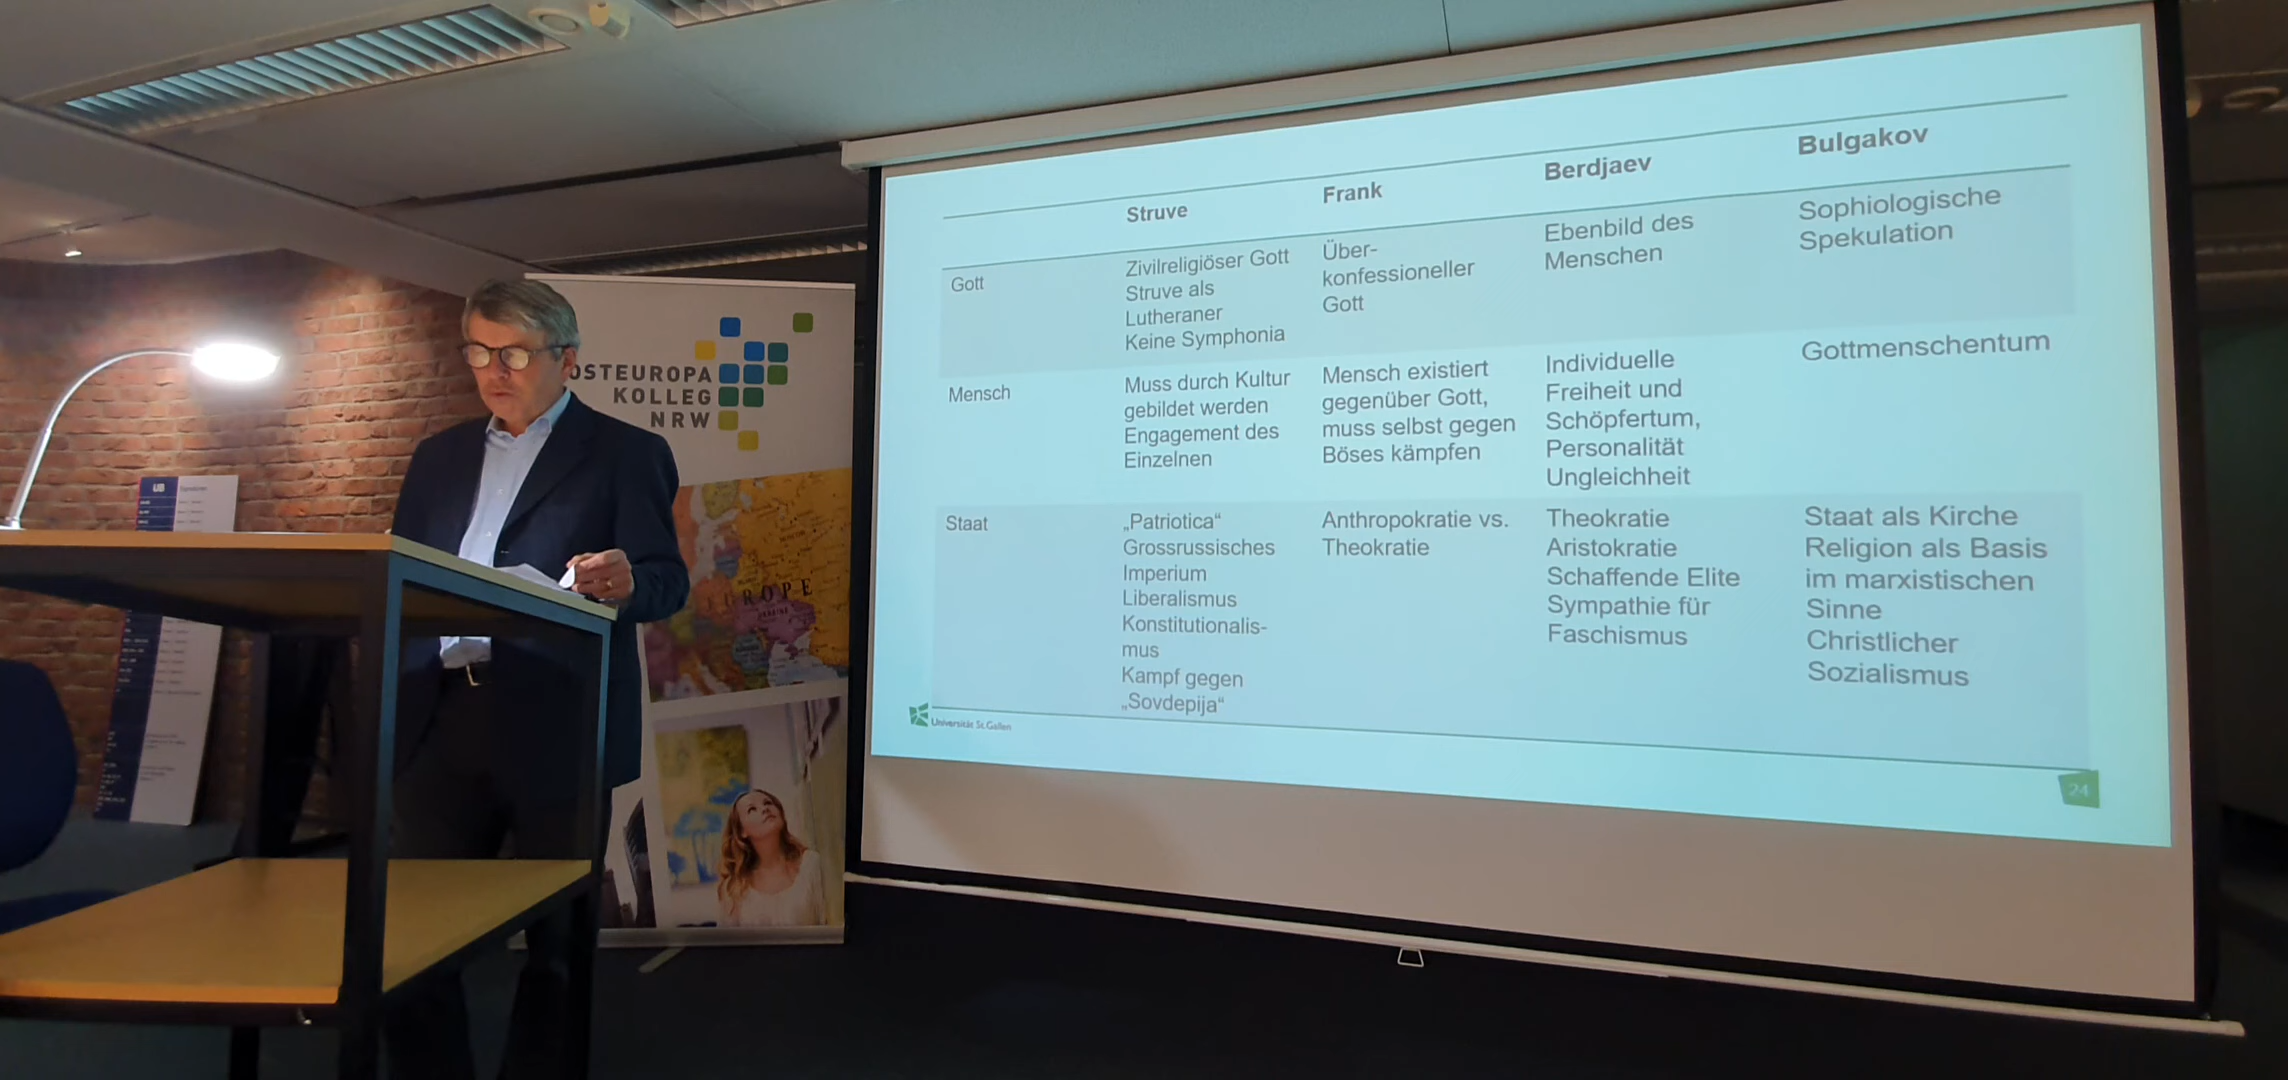 OSTEUROPA
KOLLEG
NRW
EUROPE
UKRAINE
UB
Struve
Frank
Berdjaev
Bulgakov
Gott
Zivilreligiöser Gott
Struve als
Lutheraner
Keine Symphonia
Über-
konfessioneller
Gott
Ebenbild des
Menschen
Sophiologische
Spekulation
Mensch
Muss durch Kultur
gebildet werden
Engagement des
Einzelnen
Mensch existiert
gegenüber Gott,
muss selbst gegen
Böses kämpfen
Individuelle
Freiheit und
Schöpfertum,
Personalität
Ungleichheit
Gottmenschentum
Staat
„Patriotica“
Grossrussisches
Imperium
Liberalismus
Konstitutionalis-
mus
Kampf gegen
„Sovdepija“
Anthropokratie vs.
Theokratie
Theokratie
Aristokratie
Schaffende Elite
Sympathie für
Faschismus
Staat als Kirche
Religion als Basis
im marxistischen
Sinne
Christlicher
Sozialismus
Universität St.Gallen
24